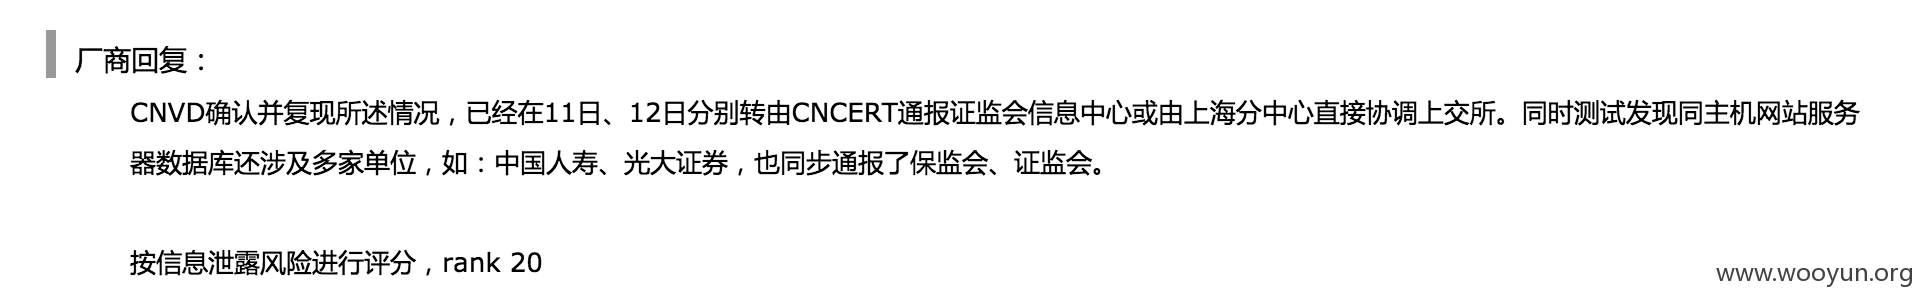 厂商回复：
CNVD确认并复现所述情况，已经在11日、12日分别转由CNCERT通报证监会信息中心或由上海分中心直接协调上交所。同时测试发现同主机网站服务
器数据库还涉及多家单位，如：中国人寿、光大证券，也同步通报了保监会、证监会。
按信息泄露风险进行评分，rank 20
www.wooyun.org